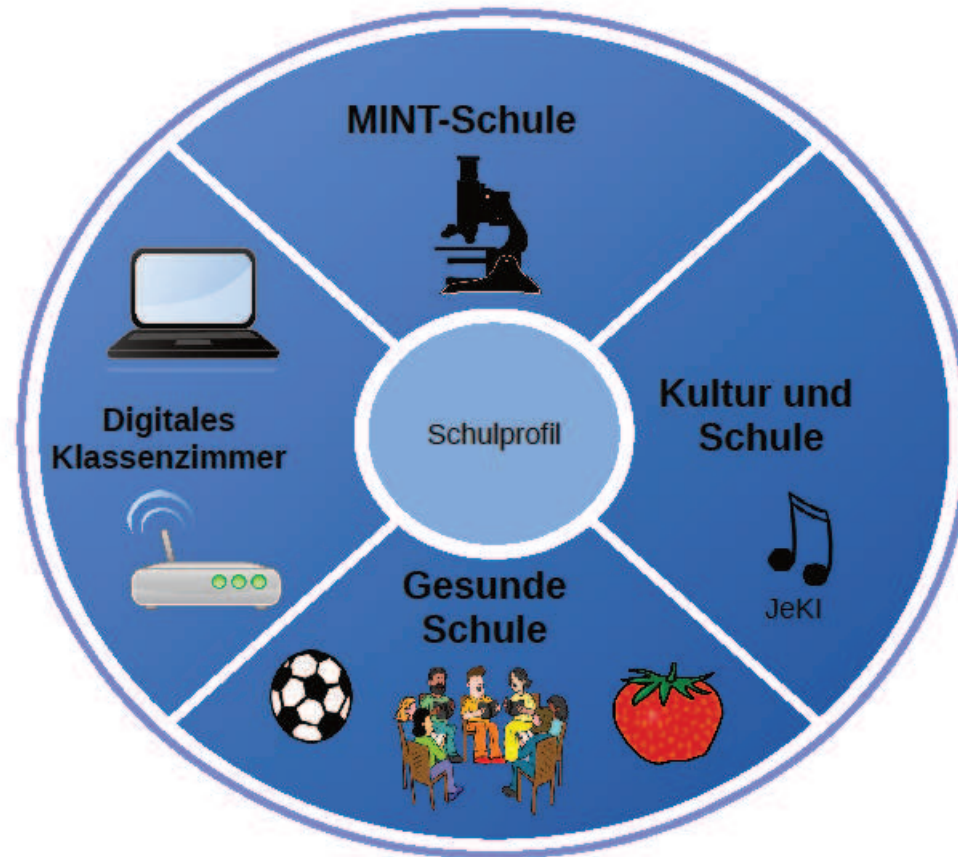 MINT-Schule
Digitales
Klassenzimmer
Schulprofil
Kultur und
Schule
JeKI
Gesunde
Schule